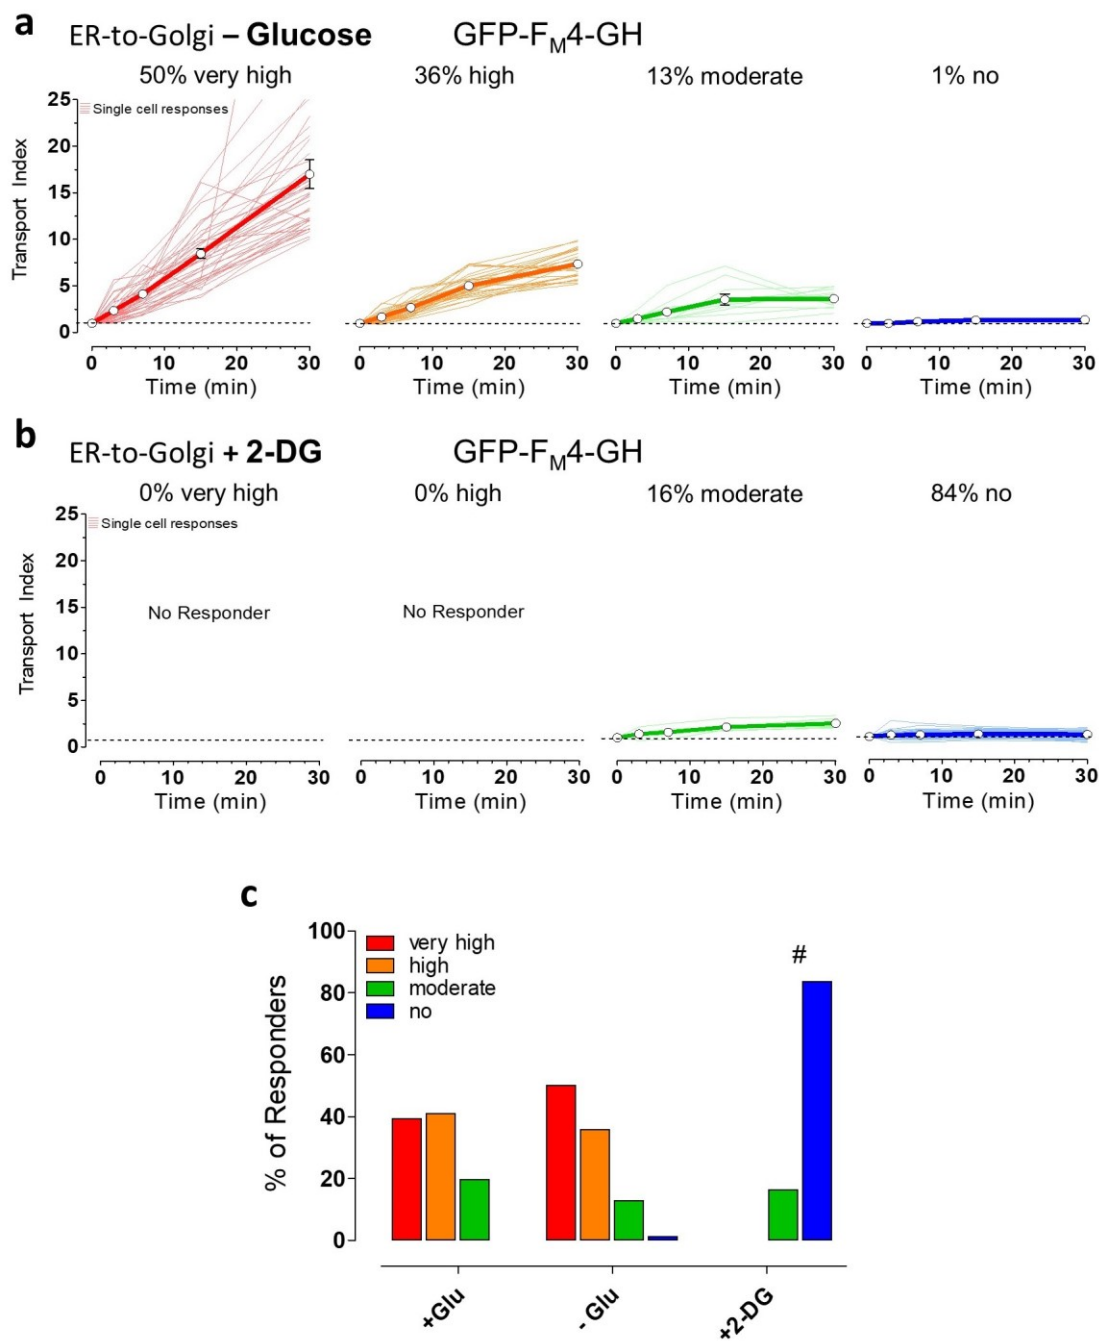 a ER-to-Golgi – Glucose GFP-FM4-GH
50% very high 36% high 13% moderate 1% no
Single cell responses
Transport Index
25
20
15
10
5
0
0 10 20 30 0 10 20 30 0 10 20 30 0 10 20 30
Time (min) Time (min) Time (min) Time (min)
b ER-to-Golgi + 2-DG GFP-FM4-GH
0% very high 0% high 16% moderate 84% no
Single cell responses
Transport Index
25
20
15
10
5
0
No Responder No Responder
0 10 20 30 0 10 20 30 0 10 20 30 0 10 20 30
Time (min) Time (min) Time (min) Time (min)
c
% of Responders
100
80
60
40
20
0
very high
high
moderate
no
#
+Glu - Glu +2-DG